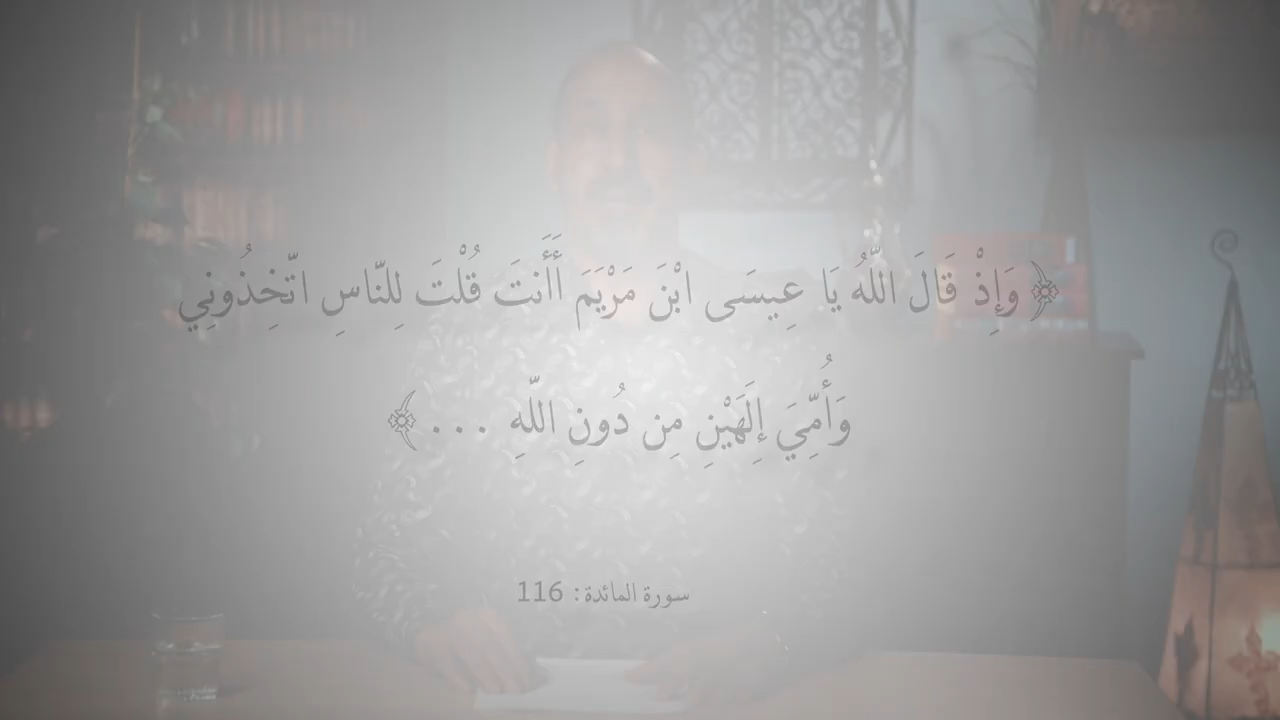 ﴿ وَإِذْ قَالَ اللَّهُ يَا عِيسَى ابْنَ مَرْيَمَ أَأَنتَ قُلْتَ لِلنَّاسِ اتَّخِذُونِي
وَأُمِّيَ إِلَهَيْنِ مِن دُونِ اللَّهِ ... ﴾
سورة المائدة: 116